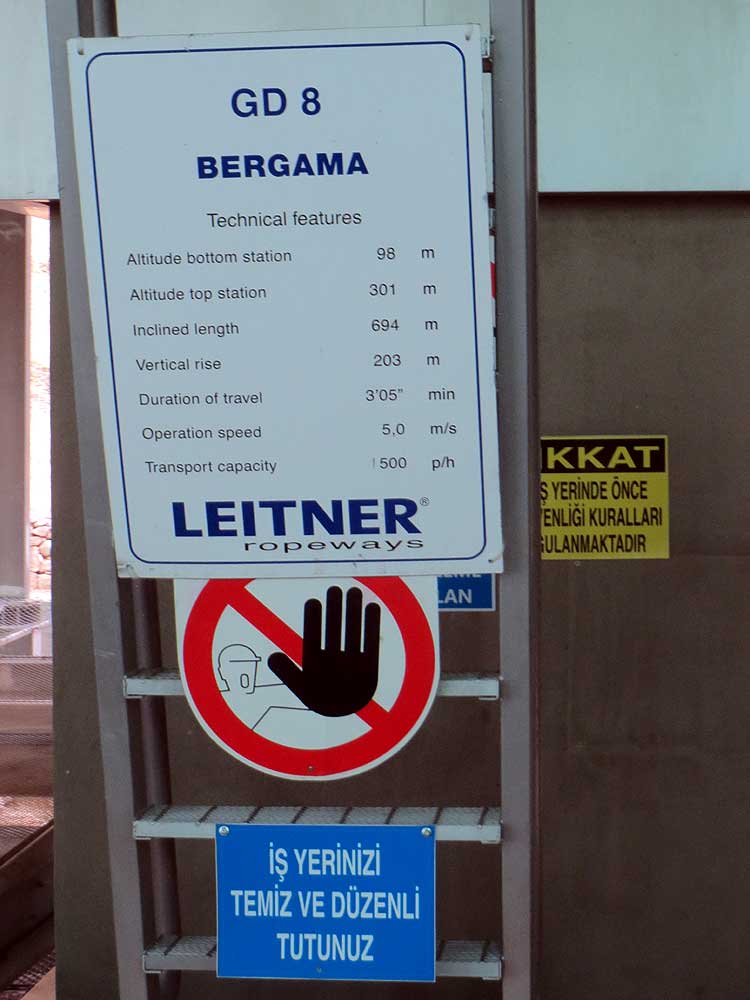 GD 8
BERGAMA
Technical features
Altitude bottom station 98 m
Altitude top station 301 m
Inclined length 694 m
Vertical rise 203 m
Duration of travel 3'05" min
Operation speed 5,0 m/s
Transport capacity 500 p/h
LEITNER®
ropeways
İKKAT
Ş YERİNDE ÖNCE
ENLİĞİ KURALLARI
GULANMAKTADIR
LAN
İŞ YERİNİZİ
TEMİZ VE DÜZENLİ
TUTUNUZ